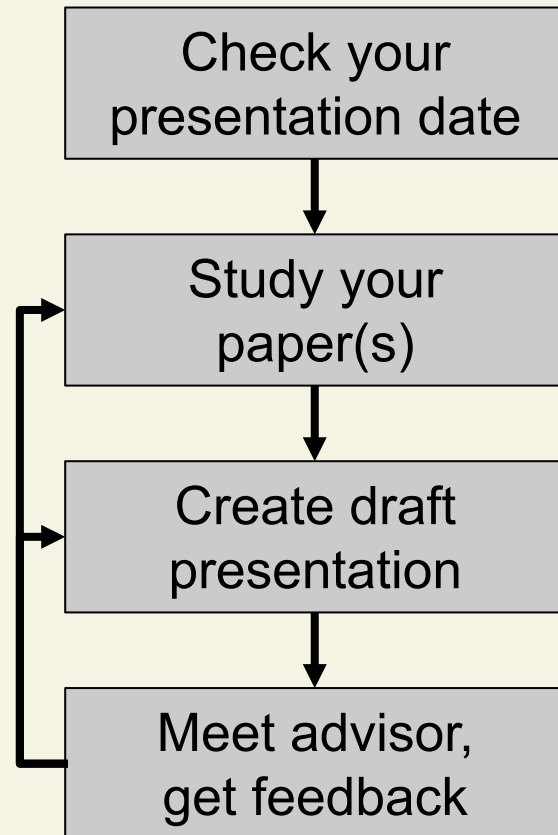 Check your
presentation date
Study your
paper(s)
Create draft
presentation
Meet advisor,
get feedback